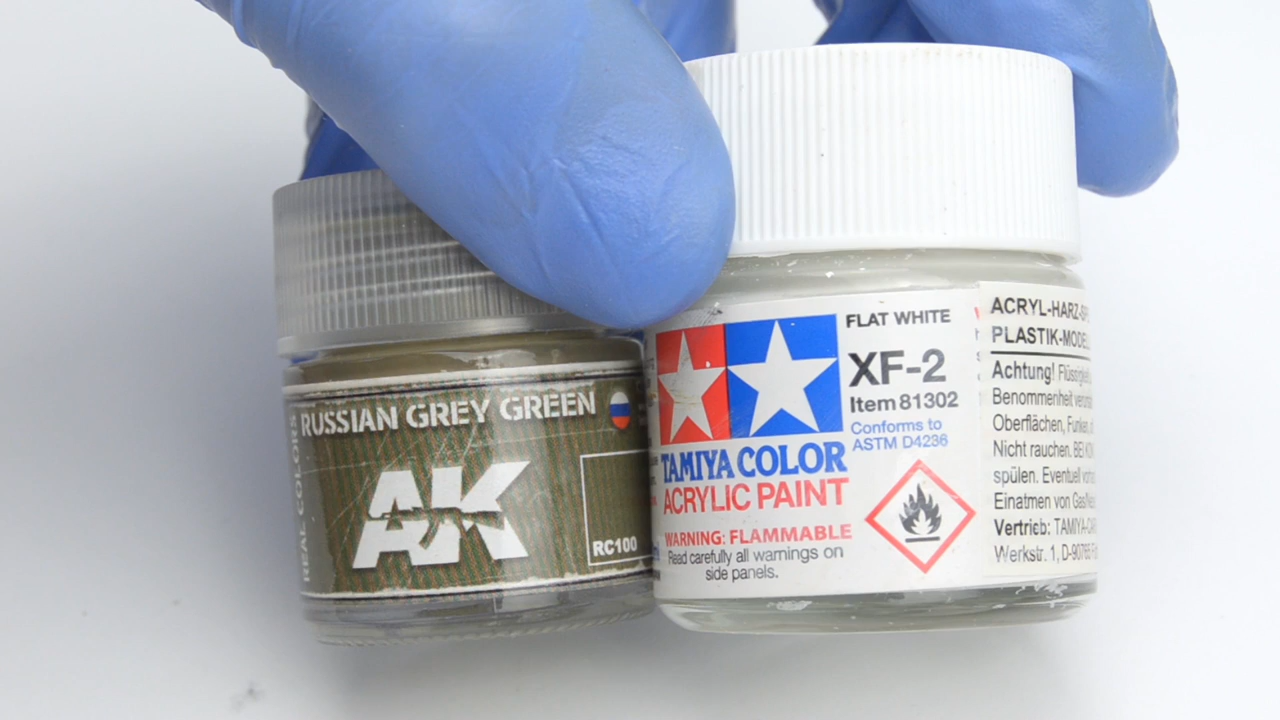 REAL COLORS
RUSSIAN GREY GREEN
AK
RC100
FLAT WHITE
XF-2
Item 81302
Conforms to
ASTM D4236
TAMIYA COLOR
ACRYLIC PAINT
WARNING: FLAMMABLE
Read carefully all warnings on
side panels.
ACRYL-HARZ-
PLASTIK-MODE
Achtung!
Benommenheit
Oberflächen, Funken,
Nicht rauchen. BEI
spülen. Eventuell
Einatmen von
Vertrieb: TAMIYA-
Werkstr. 1,